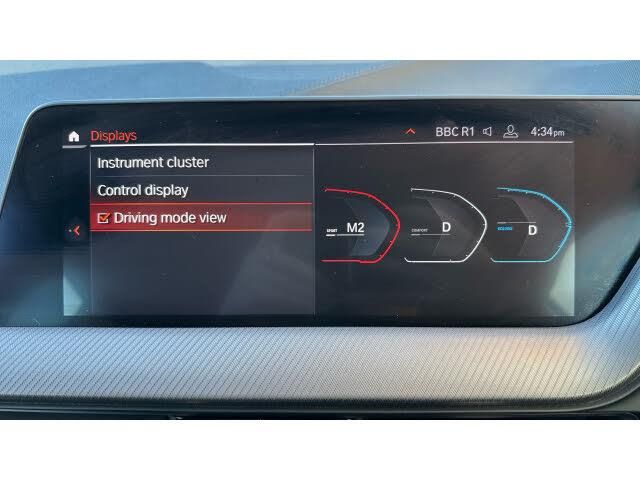 Displays
BBC R1
4:34pm
Instrument cluster
Control display
Driving mode view
SPORT M2
COMFORT D
ECO PRO D